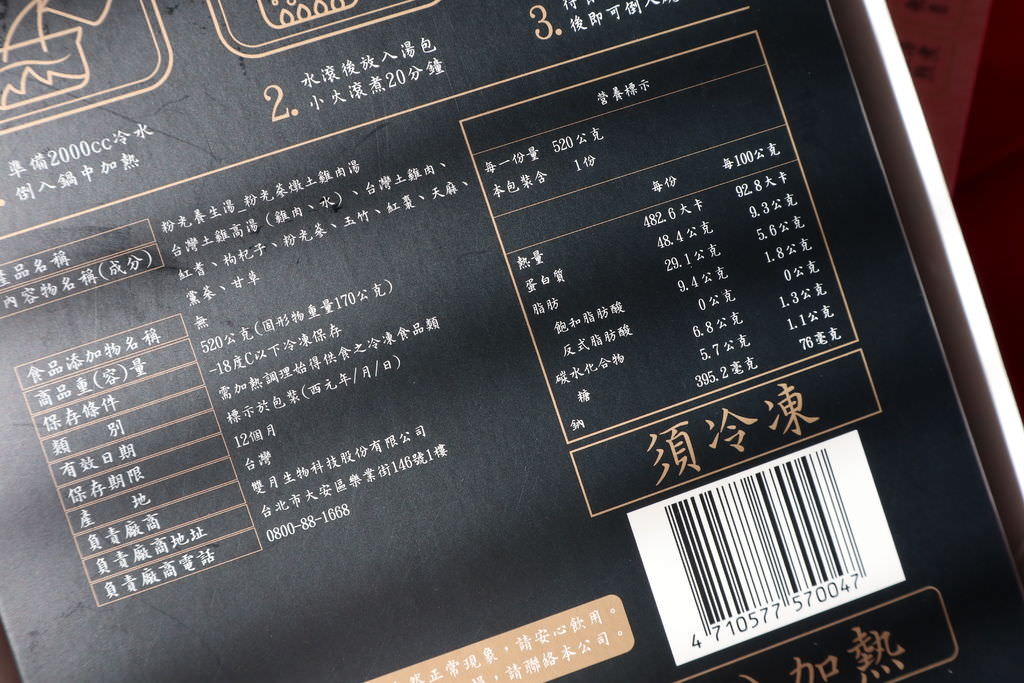 準備2000cc冷水
倒入鍋中加熱
2. 水滾後放入湯包
小火滾煮20分鐘
3.
後即可倒入
產品名稱 粉光養生湯_粉光蔘燉土雞肉湯
內容物名稱(成分) 台灣土雞高湯(雞肉、水)、台灣土雞肉、
紅耆、枸杞子、粉光蔘、玉竹、紅棗、天麻、
黨蔘、甘草
食品添加物名稱 無
商品重(容)量 520公克(固形物重量170公克)
保存條件 -18度C以下冷凍保存
類 別 需加熱調理始得供食之冷凍食品類
有效日期 標示於包裝(西元年/月/日)
保存期限 12個月
產 地 台灣
負責廠商 雙月生物科技股份有限公司
負責廠商地址 台北市大安區樂業街146號1樓
負責廠商電話 0800-88-1668
營養標示
每一份量 520公克
本包裝含 1份
每份 每100公克
熱量 482.6大卡 92.8大卡
蛋白質 48.4公克 9.3公克
脂肪 29.1公克 5.6公克
飽和脂肪酸 9.4公克 1.8公克
反式脂肪酸 0公克 0公克
碳水化合物 6.8公克 1.3公克
糖 5.7公克 1.1公克
鈉 395.2毫克 76毫克
須冷凍
4 710577 570047
正常現象，請安心飲用。
，請聯絡本公司。
加熱